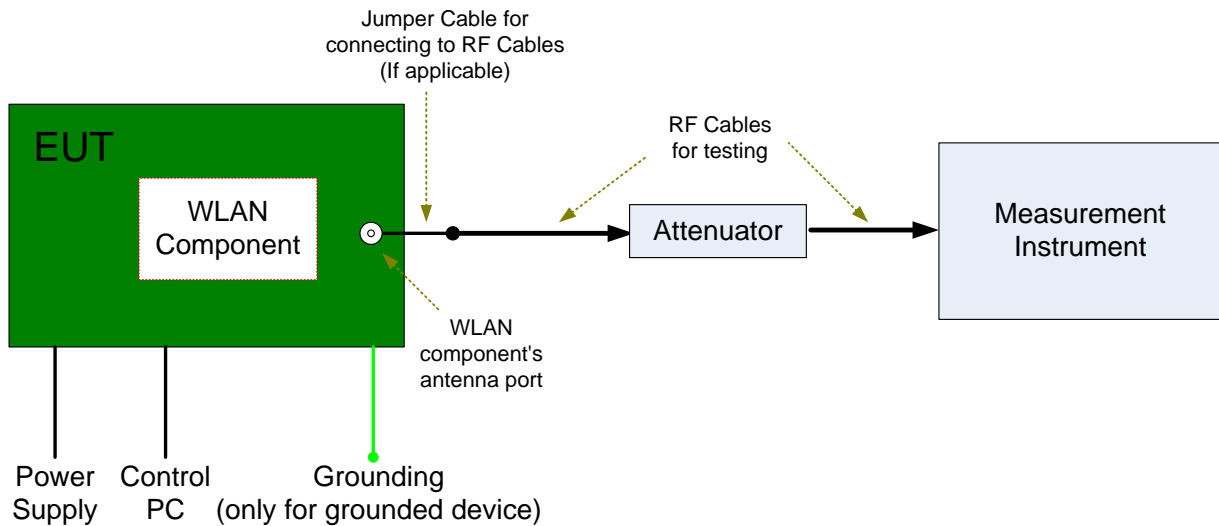 Jumper Cable for
connecting to RF Cables
(If applicable)
EUT
WLAN
Component
RF Cables
for testing
Attenuator
Measurement
Instrument
WLAN
component's
antenna port
Power
Supply
Control
PC
Grounding
(only for grounded device)